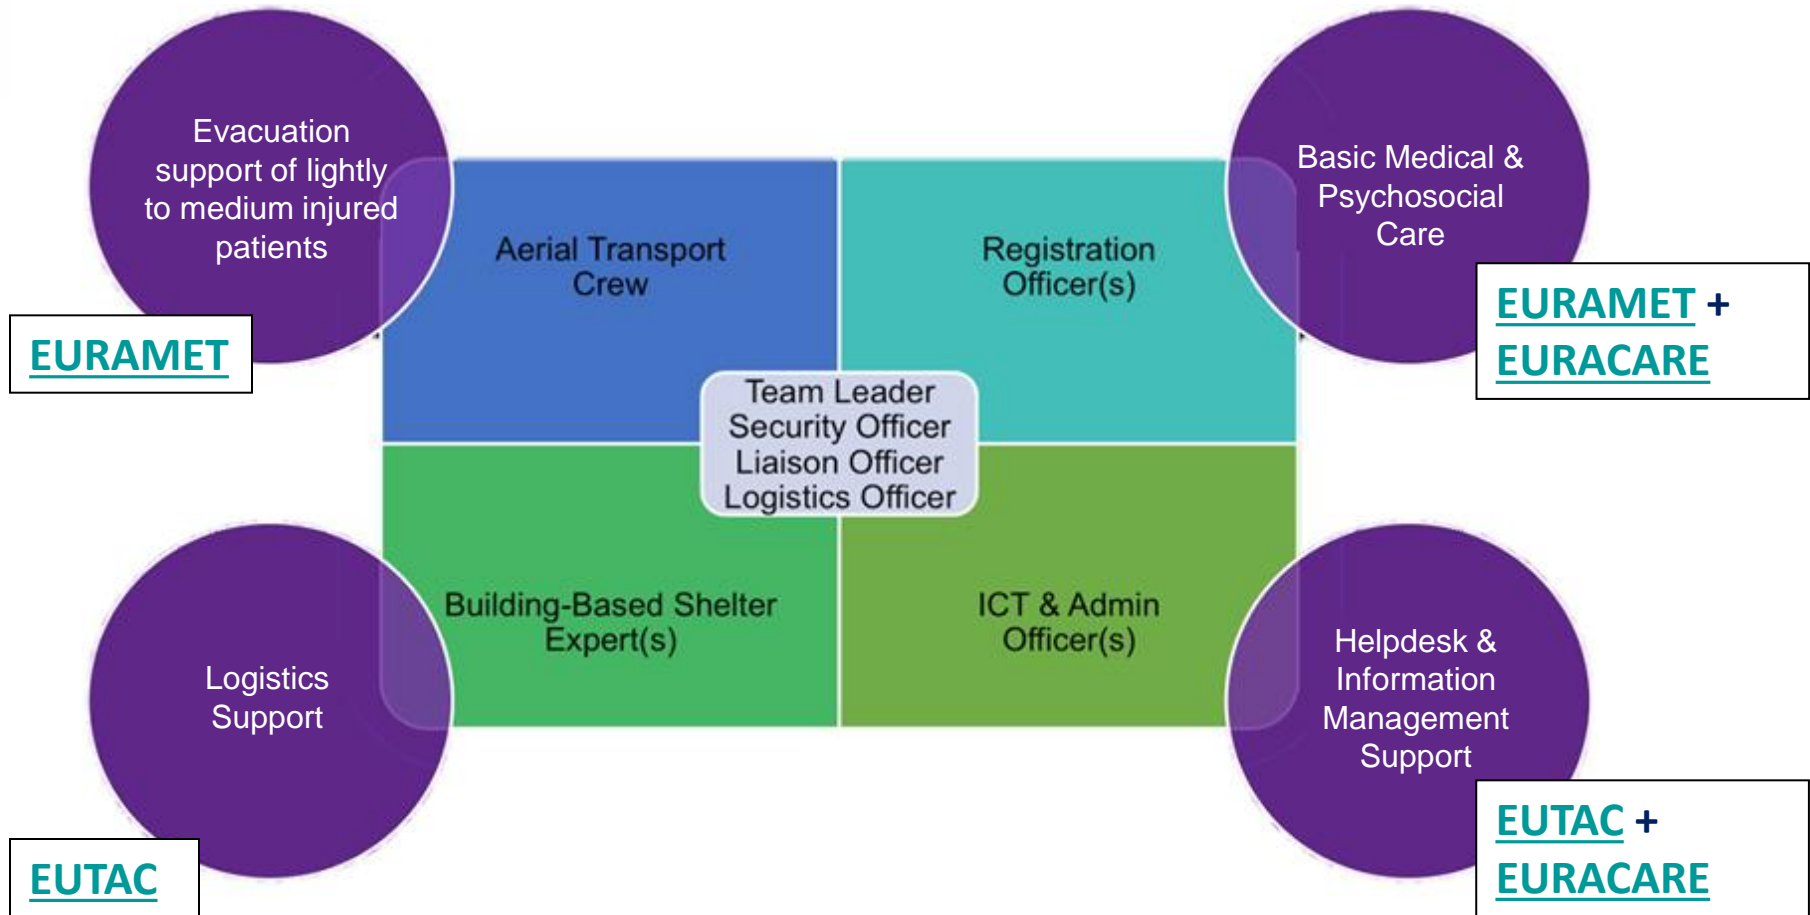 Evacuation
support of lightly
to medium injured
patients
EURAMET
Aerial Transport
Crew
Registration
Officer(s)
Basic Medical &
Psychosocial
Care
EURAMET +
EURACARE
Team Leader
Security Officer
Liaison Officer
Logistics Officer
Logistics
Support
EUTAC
Building-Based Shelter
Expert(s)
ICT & Admin
Officer(s)
Helpdesk &
Information
Management
Support
EUTAC +
EURACARE